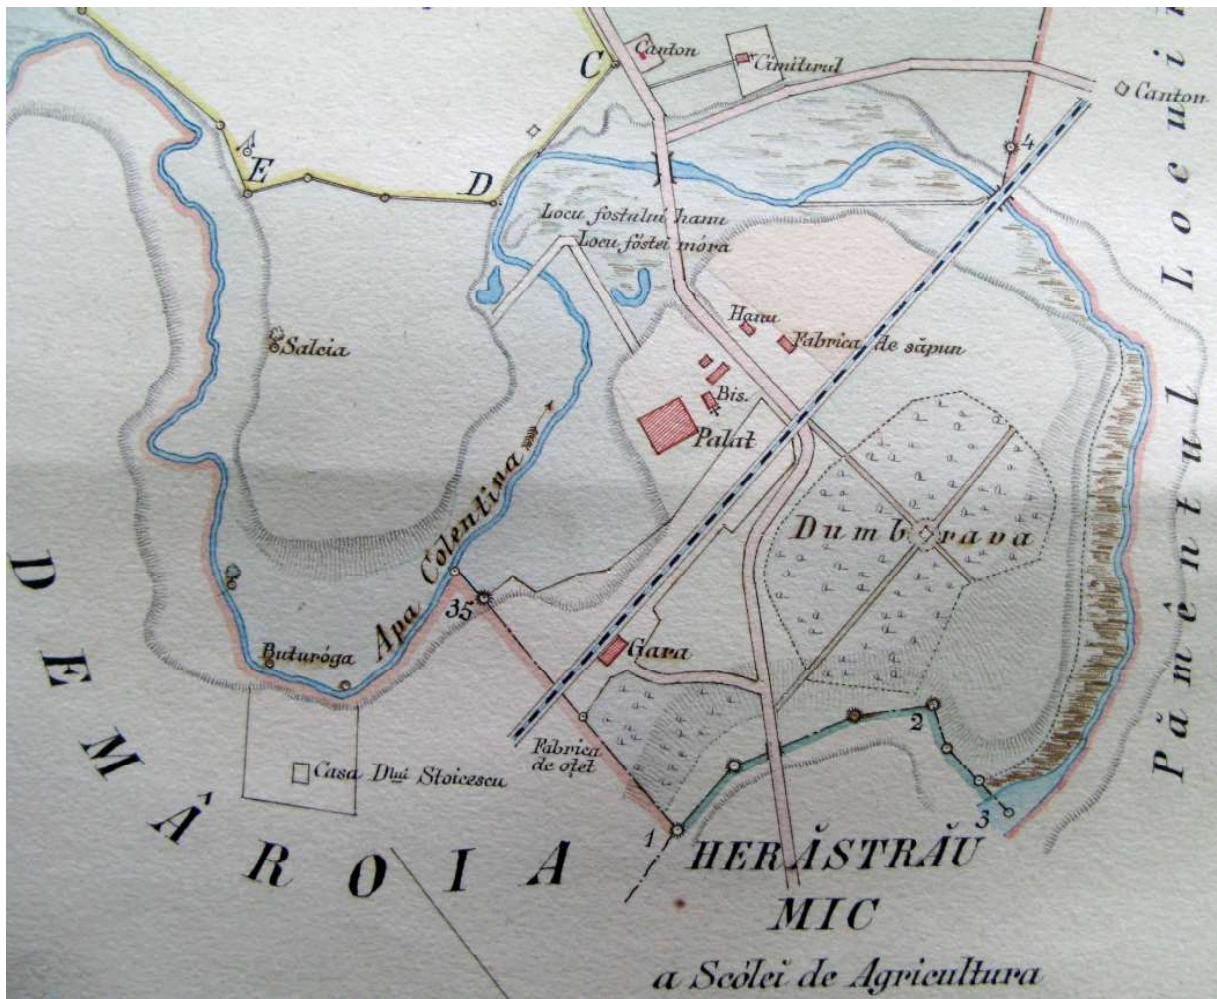 C
Canton
Cimitirul
Canton
4
E
D
Locu fostului hanu
Locu fóstei móra
Hanu
Fabrica de săpun
Salcia
Bis.
Palat
Dumbrava
Apa Colentina
35
Gara
Buturóga
2
Fabrica
de oțet
Casa Dlui Stoicescu
3
1
DEMÂROIA
HERĂSTRĂU
MIC
a Scólei de Agricultura
Pămêntul Locui